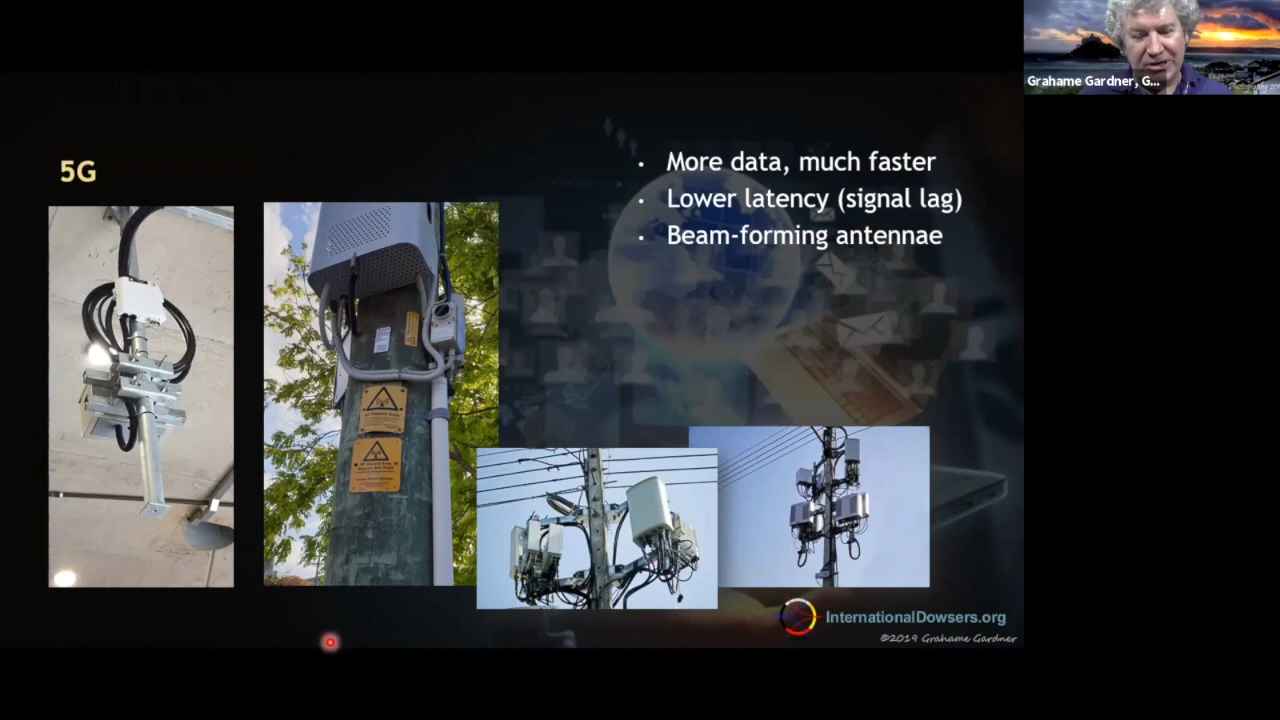 Grahame Gardner, G...
5G
• More data, much faster
• Lower latency (signal lag)
• Beam-forming antennae
InternationalDowsers.org
©2019 Grahame Gardner